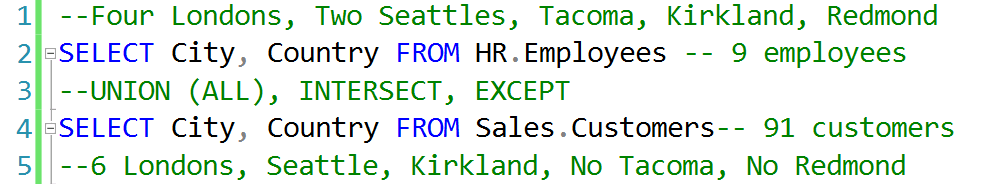 1 --Four Londons, Two Seattles, Tacoma, Kirkland, Redmond
2 SELECT City, Country FROM HR.Employees -- 9 employees
3 --UNION (ALL), INTERSECT, EXCEPT
4 SELECT City, Country FROM Sales.Customers-- 91 customers
5 --6 Londons, Seattle, Kirkland, No Tacoma, No Redmond